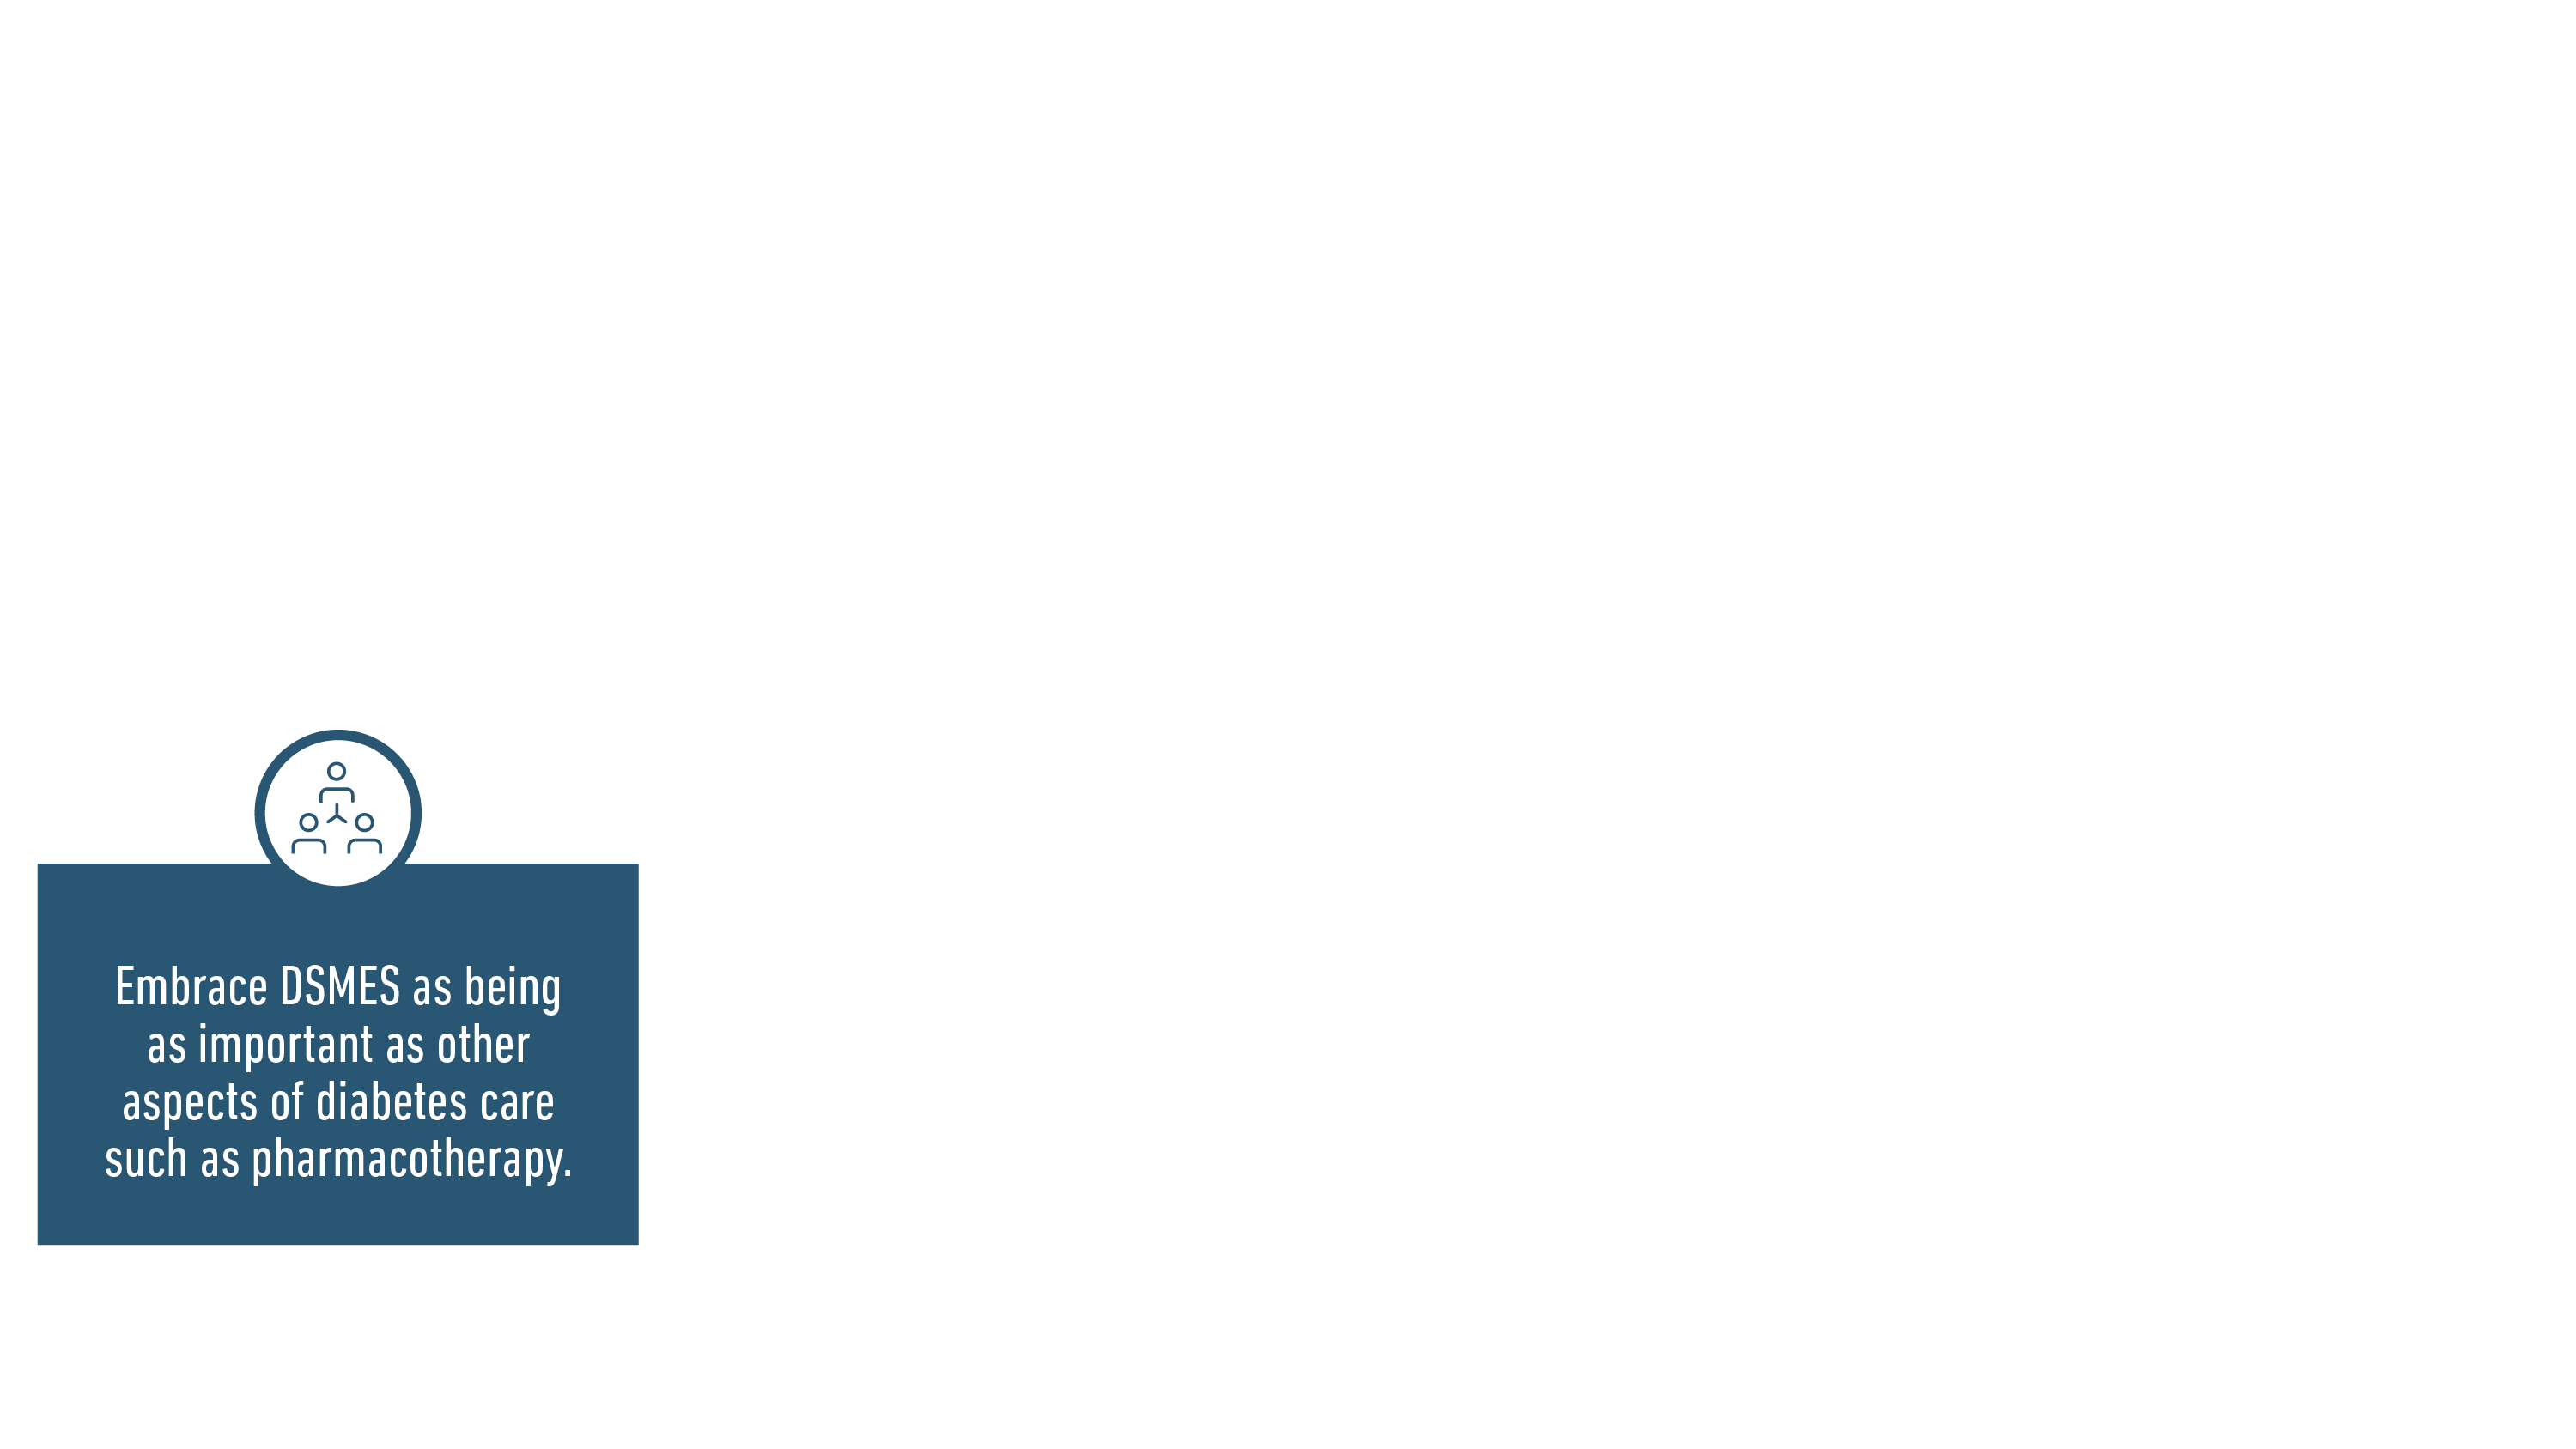 Embrace DSMES as being
as important as other
aspects of diabetes care
such as pharmacotherapy.